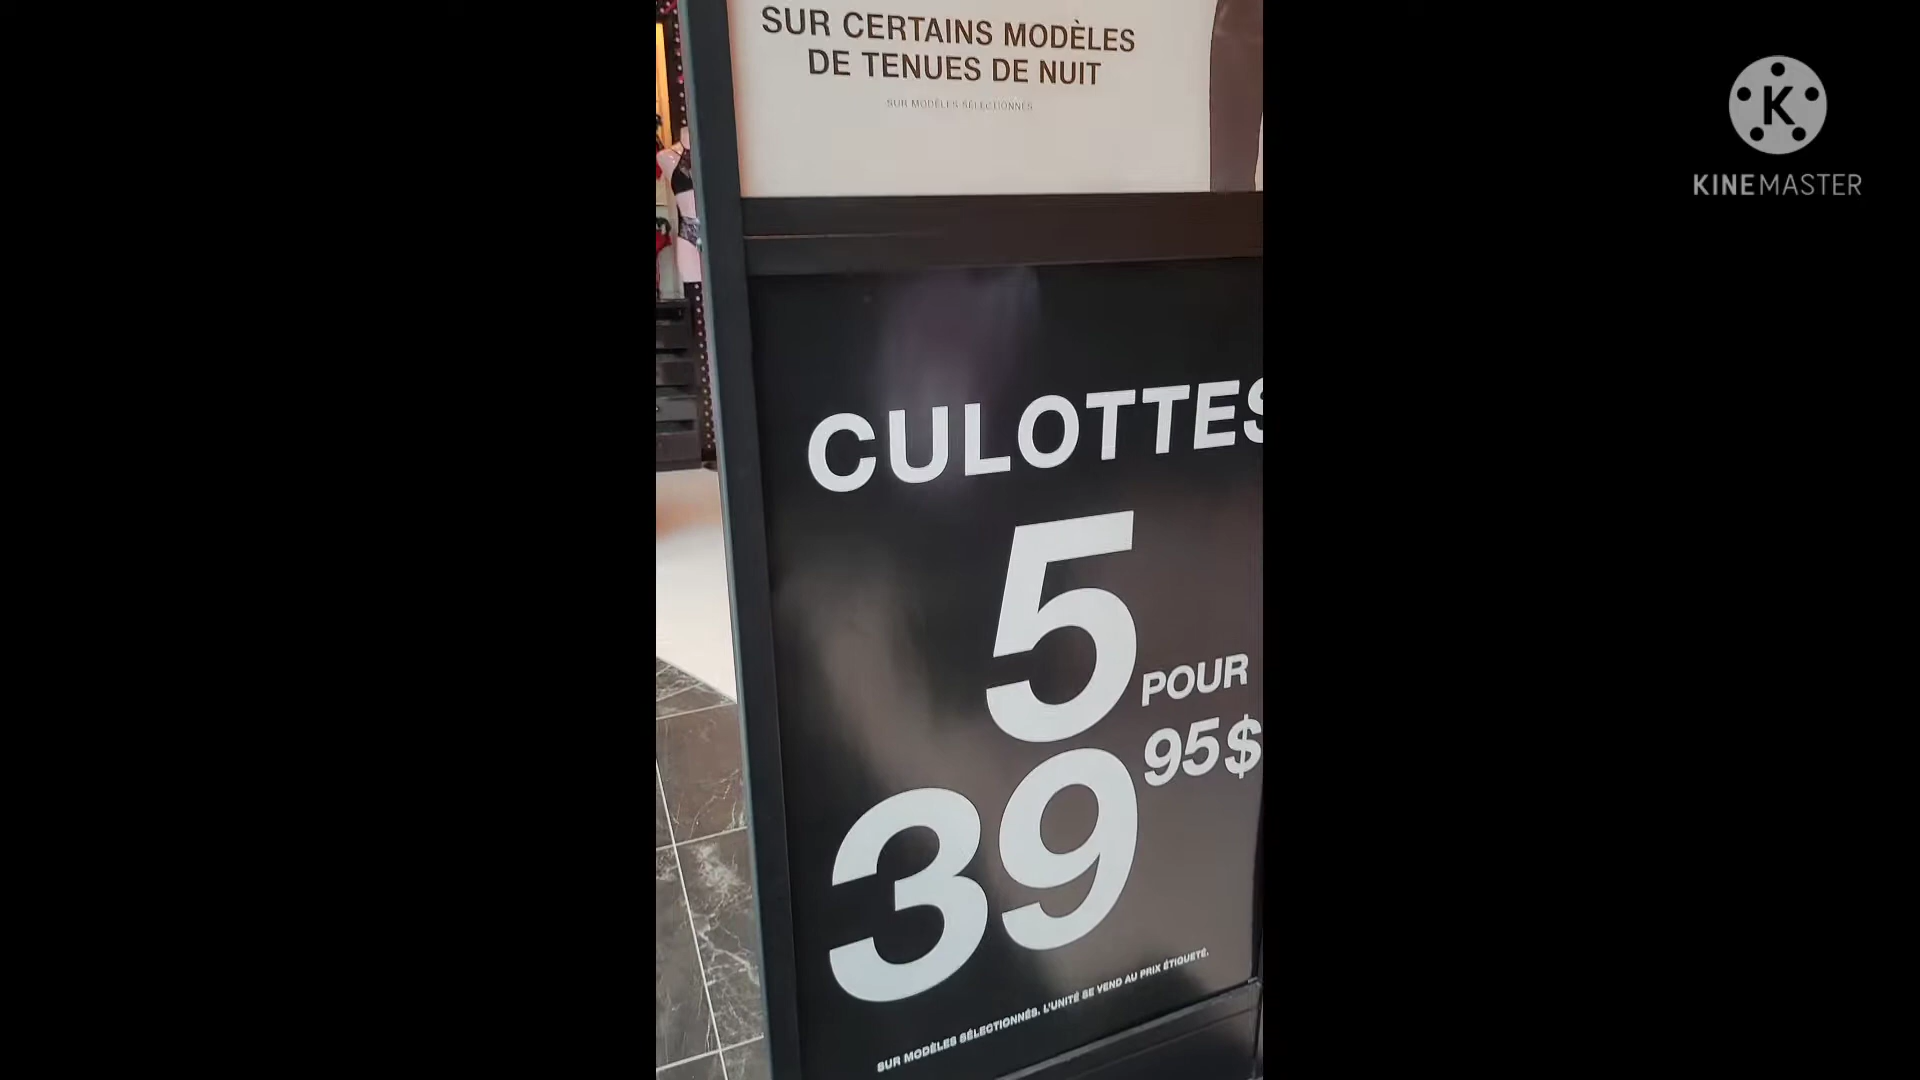 SUR CERTAINS MODÈLES
DE TENUES DE NUIT
SUR MODÈLES SÉLECTIONNÉS
CULOTTES
5 POUR
39 95$
SUR MODÈLES SÉLECTIONNÉS. L'UNITÉ SE VEND AU PRIX ÉTIQUETÉ.
K
KINEMASTER